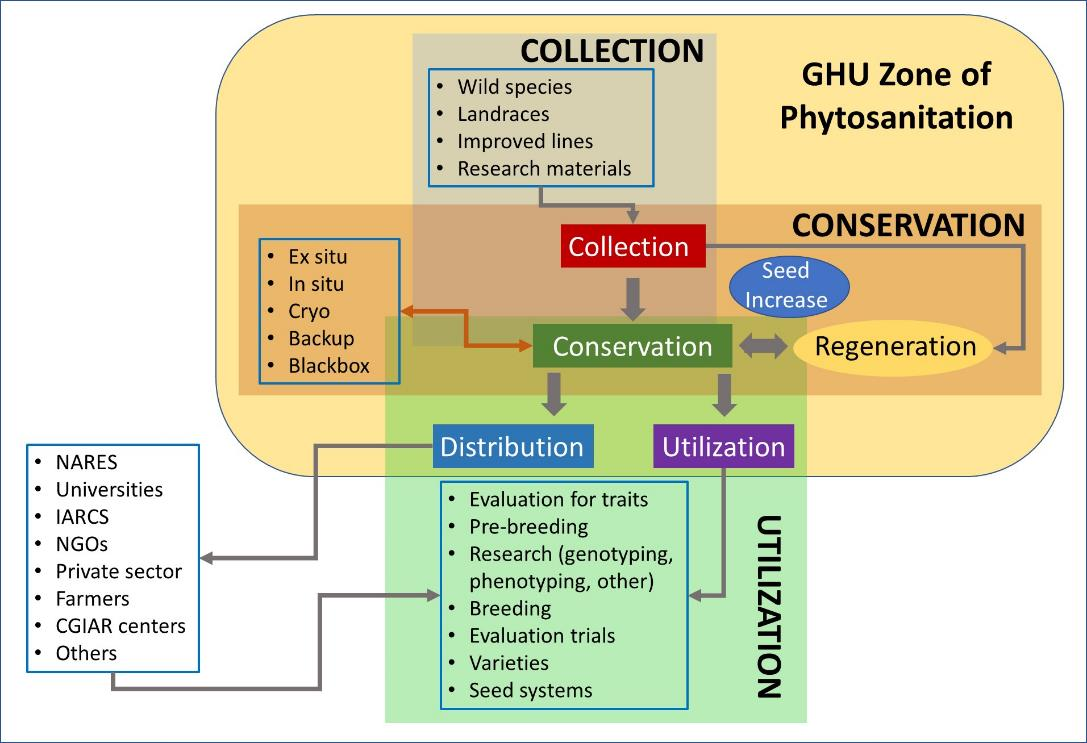 COLLECTION
GHU Zone of
Phytosanitation
• Wild species
• Landraces
• Improved lines
• Research materials
CONSERVATION
Collection
Seed
Increase
• Ex situ
• In situ
• Cryo
• Backup
• Blackbox
Conservation
Regeneration
Distribution
Utilization
• NARES
• Universities
• IARCS
• NGOs
• Private sector
• Farmers
• CGIAR centers
• Others
• Evaluation for traits
• Pre-breeding
• Research (genotyping,
phenotyping, other)
• Breeding
• Evaluation trials
• Varieties
• Seed systems
UTILIZATION